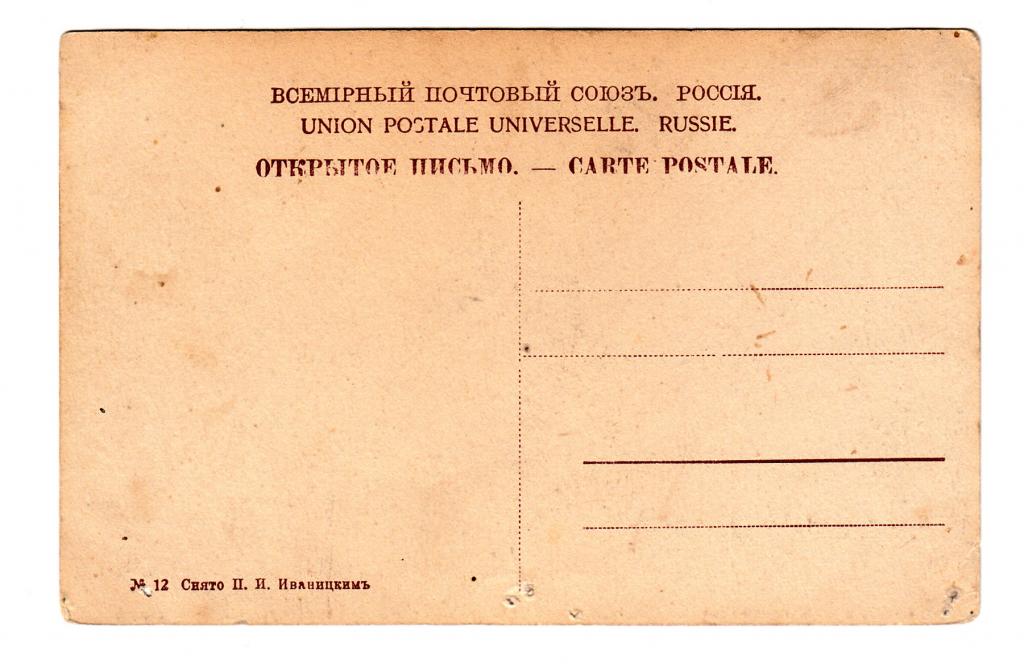 ВСЕМІРНЫЙ ПОЧТОВЫЙ СОЮЗЪ. РОССІЯ.
UNION POSTALE UNIVERSELLE. RUSSIE.
ОТКРЫТОЕ ПИСЬМО. — CARTE POSTALE.
№ 12 Снято П. И. Иваницкимъ